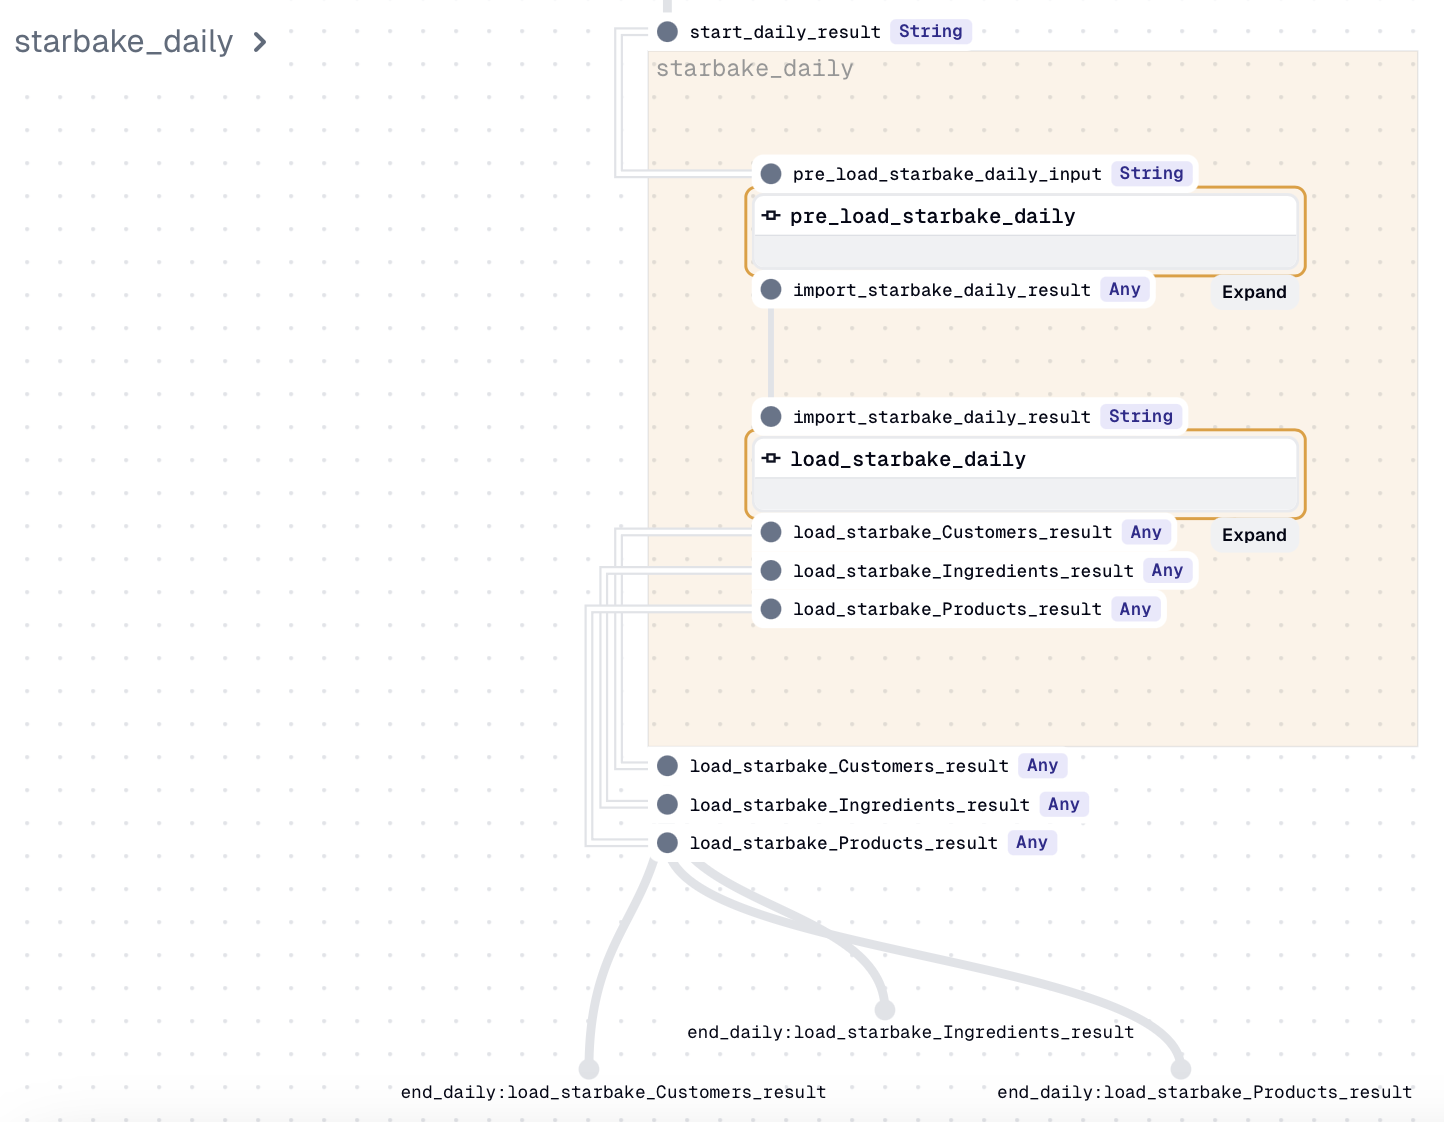 starbake_daily
start_daily_result String
starbake_daily
pre_load_starbake_daily_input String
pre_load_starbake_daily
import_starbake_daily_result Any
Expand
import_starbake_daily_result String
load_starbake_daily
load_starbake_Customers_result Any
Expand
load_starbake_Ingredients_result Any
load_starbake_Products_result Any
load_starbake_Customers_result Any
load_starbake_Ingredients_result Any
load_starbake_Products_result Any
end_daily:load_starbake_Ingredients_result
end_daily:load_starbake_Customers_result
end_daily:load_starbake_Products_result